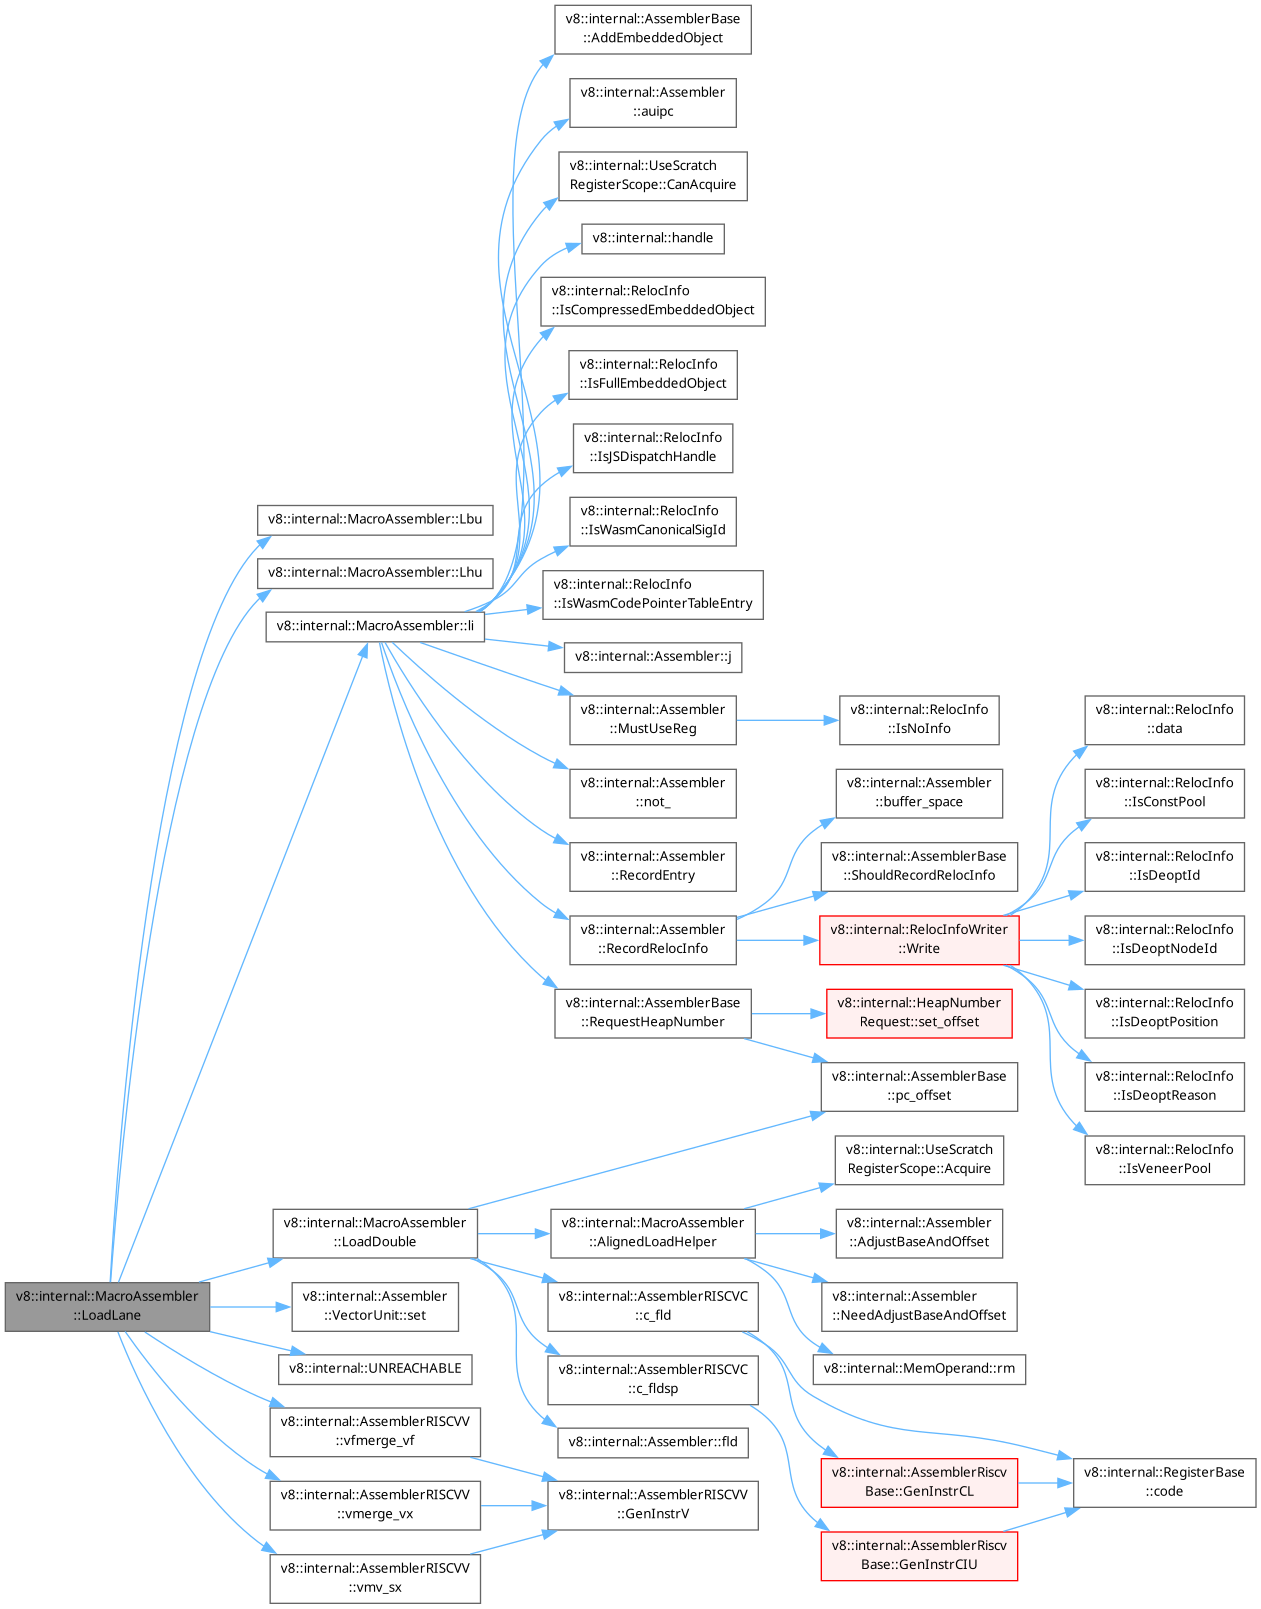 v8::internal::AssemblerBase
::AddEmbeddedObject
v8::internal::Assembler
::auipc
v8::internal::UseScratch
RegisterScope::CanAcquire
v8::internal::handle
v8::internal::RelocInfo
::IsCompressedEmbeddedObject
v8::internal::RelocInfo
::IsFullEmbeddedObject
v8::internal::RelocInfo
::IsJSDispatchHandle
v8::internal::RelocInfo
::IsWasmCanonicalSigId
v8::internal::RelocInfo
::IsWasmCodePointerTableEntry
v8::internal::Assembler::j
v8::internal::Assembler
::MustUseReg
v8::internal::Assembler
::not_
v8::internal::Assembler
::RecordEntry
v8::internal::Assembler
::RecordRelocInfo
v8::internal::AssemblerBase
::RequestHeapNumber
v8::internal::MacroAssembler::Lbu
v8::internal::MacroAssembler::Lhu
v8::internal::MacroAssembler::li
v8::internal::RelocInfo
::IsNoInfo
v8::internal::Assembler
::buffer_space
v8::internal::AssemblerBase
::ShouldRecordRelocInfo
v8::internal::RelocInfoWriter
::Write
v8::internal::HeapNumber
Request::set_offset
v8::internal::AssemblerBase
::pc_offset
v8::internal::RelocInfo
::data
v8::internal::RelocInfo
::IsConstPool
v8::internal::RelocInfo
::IsDeoptId
v8::internal::RelocInfo
::IsDeoptNodeId
v8::internal::RelocInfo
::IsDeoptPosition
v8::internal::RelocInfo
::IsDeoptReason
v8::internal::RelocInfo
::IsVeneerPool
v8::internal::MacroAssembler
::LoadLane
v8::internal::MacroAssembler
::LoadDouble
v8::internal::Assembler
::VectorUnit::set
v8::internal::UNREACHABLE
v8::internal::AssemblerRISCVV
::vfmerge_vf
v8::internal::AssemblerRISCVV
::vmerge_vx
v8::internal::AssemblerRISCVV
::vmv_sx
v8::internal::MacroAssembler
::AlignedLoadHelper
v8::internal::AssemblerRISCVC
::c_fld
v8::internal::AssemblerRISCVC
::c_fldsp
v8::internal::Assembler::fld
v8::internal::AssemblerRISCVV
::GenInstrV
v8::internal::UseScratch
RegisterScope::Acquire
v8::internal::Assembler
::AdjustBaseAndOffset
v8::internal::Assembler
::NeedAdjustBaseAndOffset
v8::internal::MemOperand::rm
v8::internal::AssemblerRiscv
Base::GenInstrCL
v8::internal::AssemblerRiscv
Base::GenInstrCIU
v8::internal::RegisterBase
::code